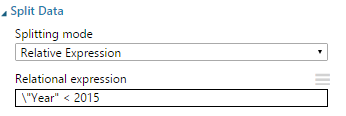 Split Data
Splitting mode
Relative Expression
Relational expression
\"Year" < 2015